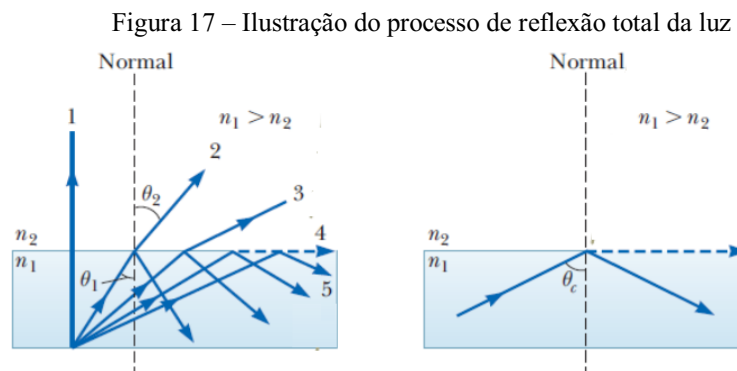 Figura 17 – Ilustração do processo de reflexão total da luz
Normal
1
n₁ > n₂
2
θ₂
3
n₂
4
n₁
θ₁
5
Normal
n₁ > n₂
n₂
n₁
θc